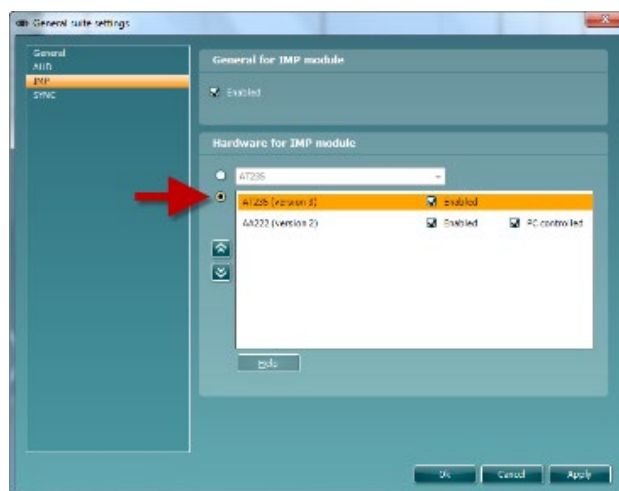 General suite settings
General
AUD
IMP
SYNC
General for IMP module
Enabled
Hardware for IMP module
AT235
AT235 (version 3) Enabled
AA222 (version 2) Enabled PC controlled
Help
Ok Cancel Apply